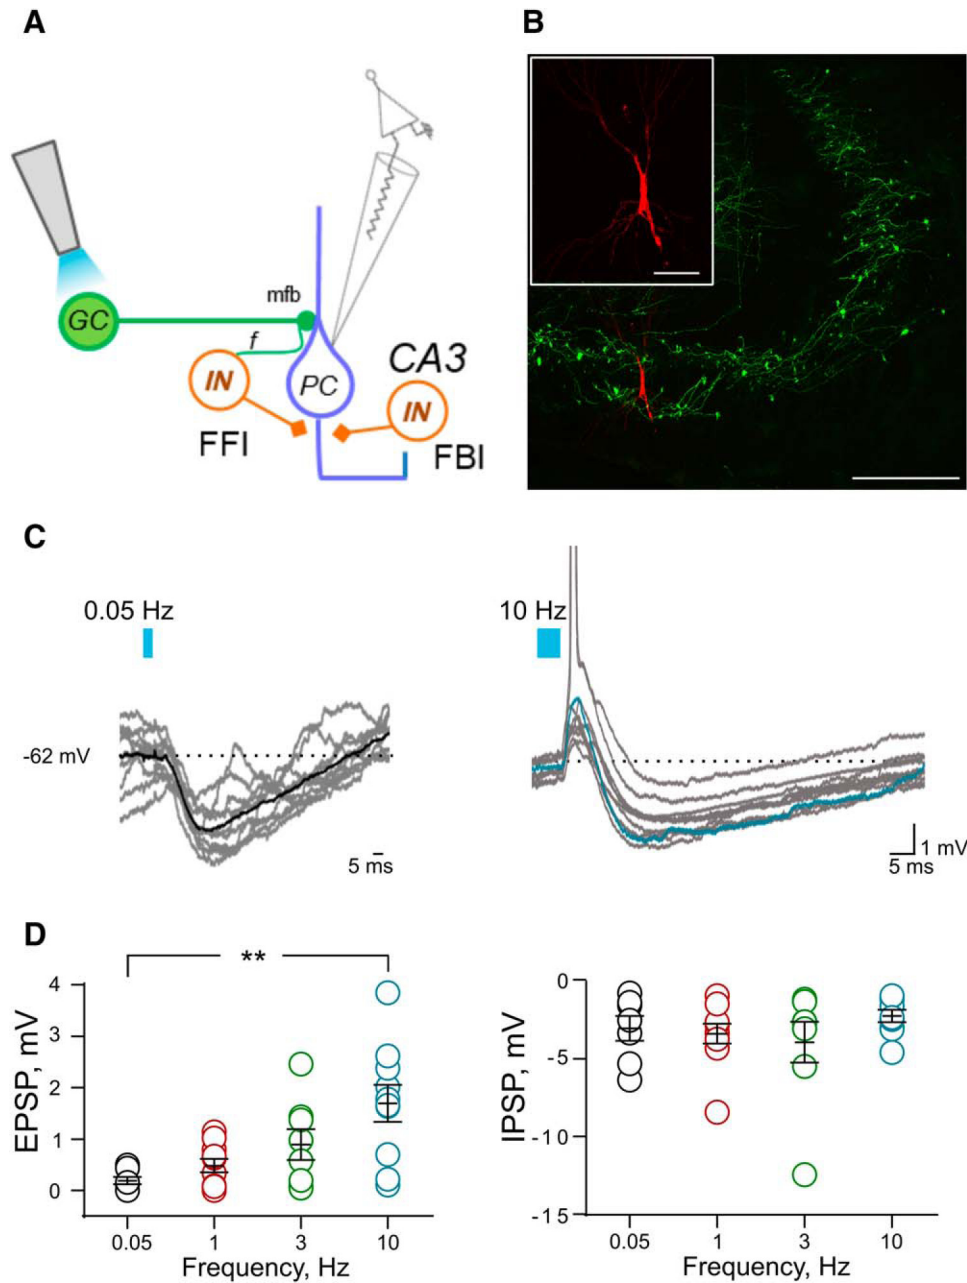 A
B
mfb
GC
f
IN
PC
CA3
IN
FFI
FBI
C
0.05 Hz
10 Hz
-62 mV
5 ms
1 mV
5 ms
D
**
4
3
2
1
0
EPSP, mV
0.05 1 3 10
Frequency, Hz
0
-5
-10
-15
IPSP, mV
0.05 1 3 10
Frequency, Hz